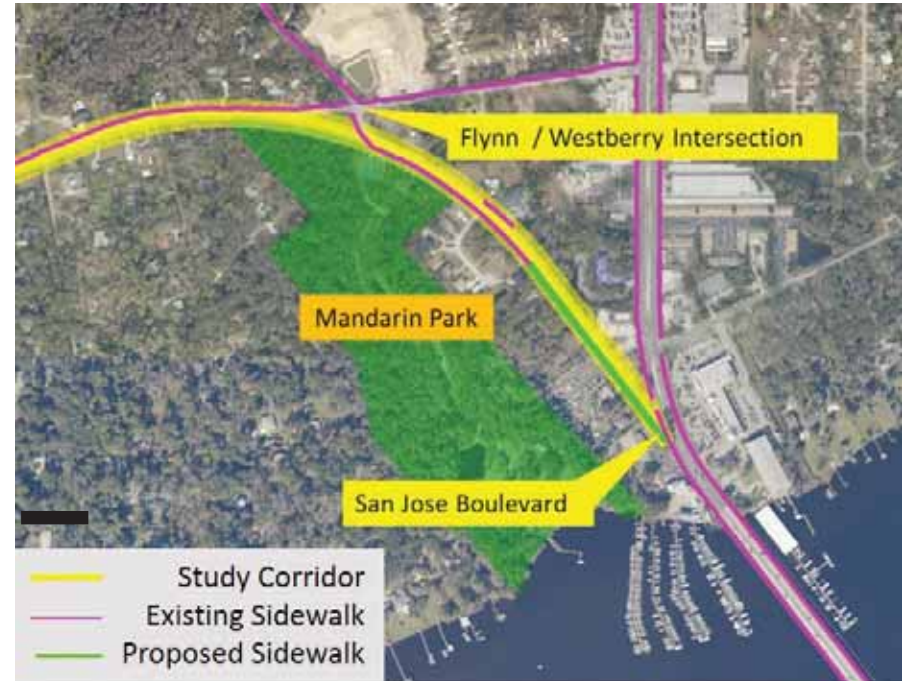 Flynn / Westberry Intersection
Mandarin Park
San Jose Boulevard
Study Corridor
Existing Sidewalk
Proposed Sidewalk